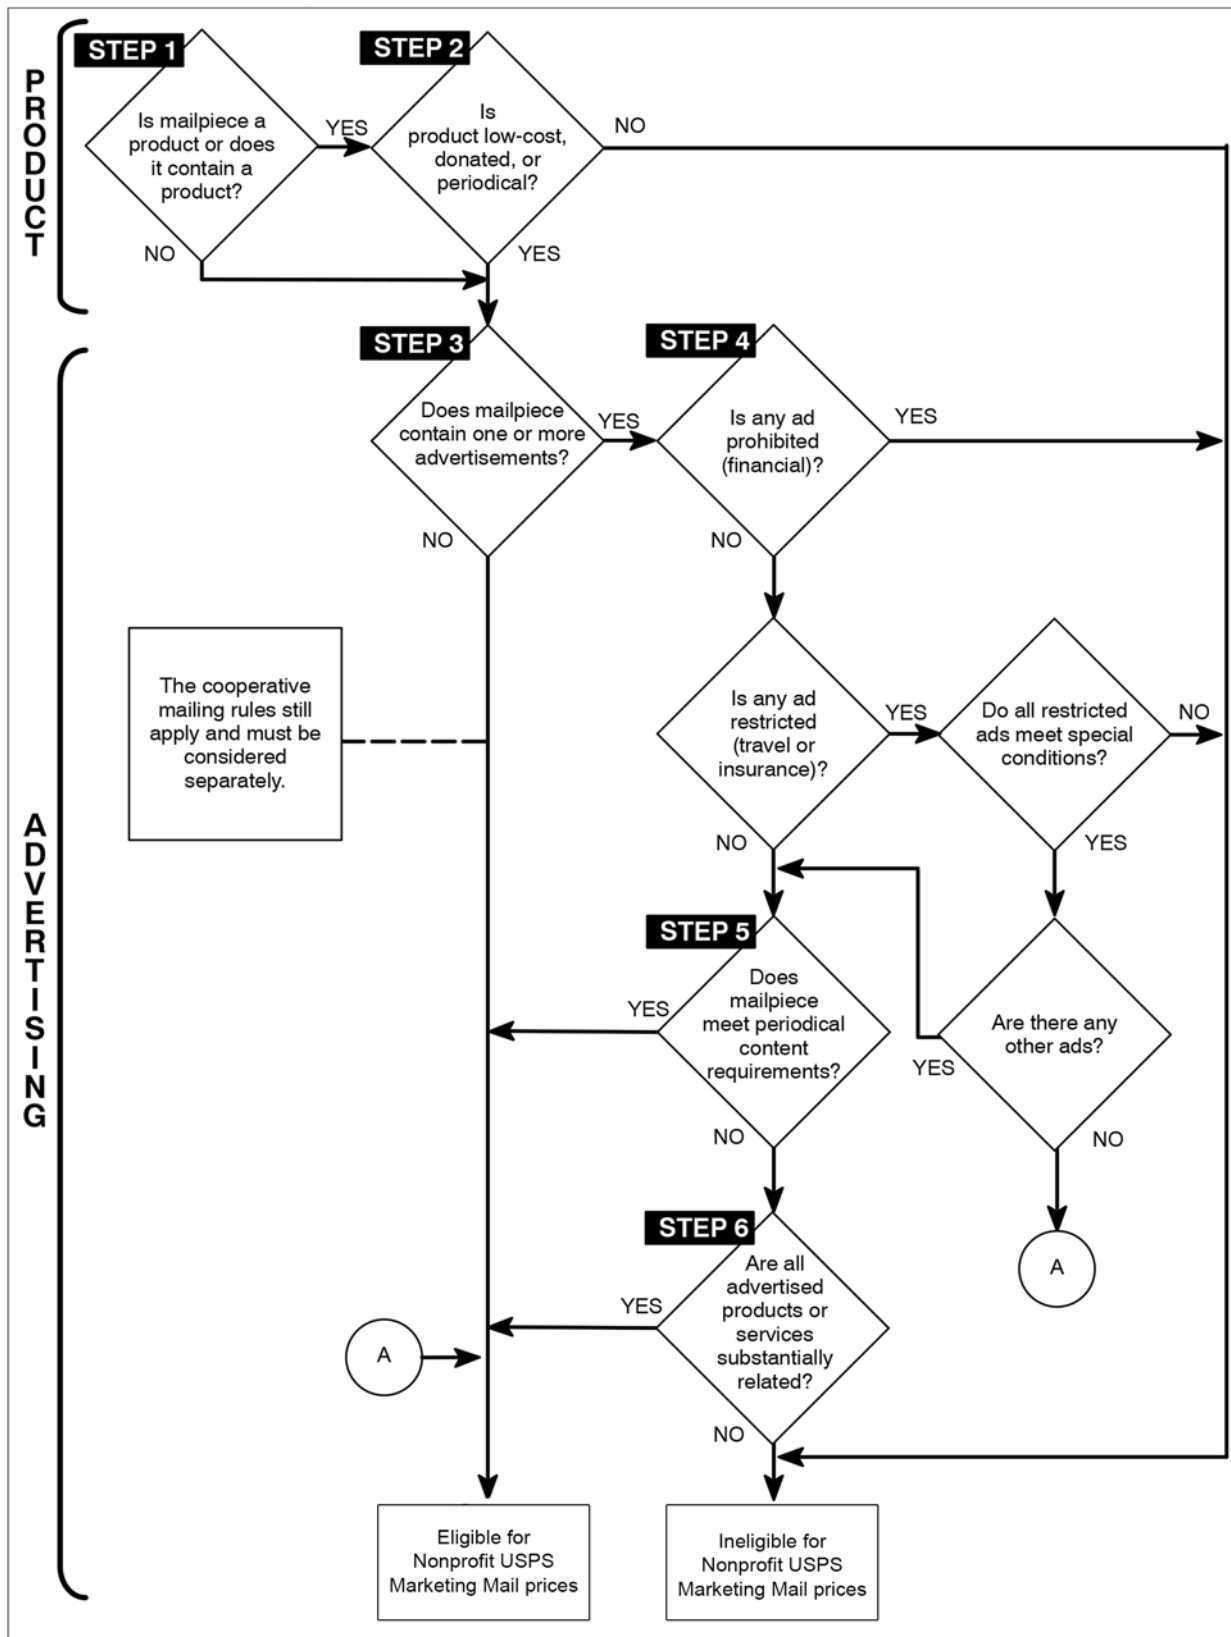 PRODUCT
STEP 1
Is mailpiece a
product or does
it contain a
product?
YES
NO
STEP 2
Is
product low-cost,
donated, or
periodical?
NO
YES
ADVERTISING
STEP 3
Does mailpiece
contain one or more
advertisements?
YES
NO
STEP 4
Is any ad
prohibited
(financial)?
YES
NO
The cooperative
mailing rules still
apply and must be
considered
separately.
Is any ad
restricted
(travel or
insurance)?
YES
NO
Do all restricted
ads meet special
conditions?
NO
YES
STEP 5
Does
mailpiece
meet periodical
content
requirements?
YES
NO
Are there any
other ads?
YES
NO
A
STEP 6
Are all
advertised
products or
services
substantially
related?
YES
NO
A
Eligible for
Nonprofit USPS
Marketing Mail prices
Ineligible for
Nonprofit USPS
Marketing Mail prices